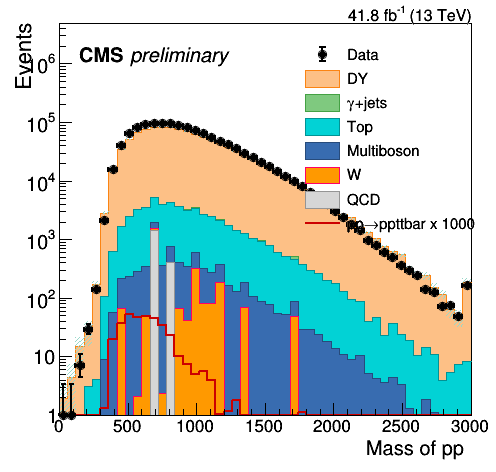 41.8 fb⁻¹ (13 TeV)
Events
CMS preliminary
Data
DY
γ+jets
Top
Multiboson
W
QCD
→ppttbar x 1000
10⁶
10⁵
10⁴
10³
10²
10
1
0 500 1000 1500 2000 2500 3000
Mass of pp